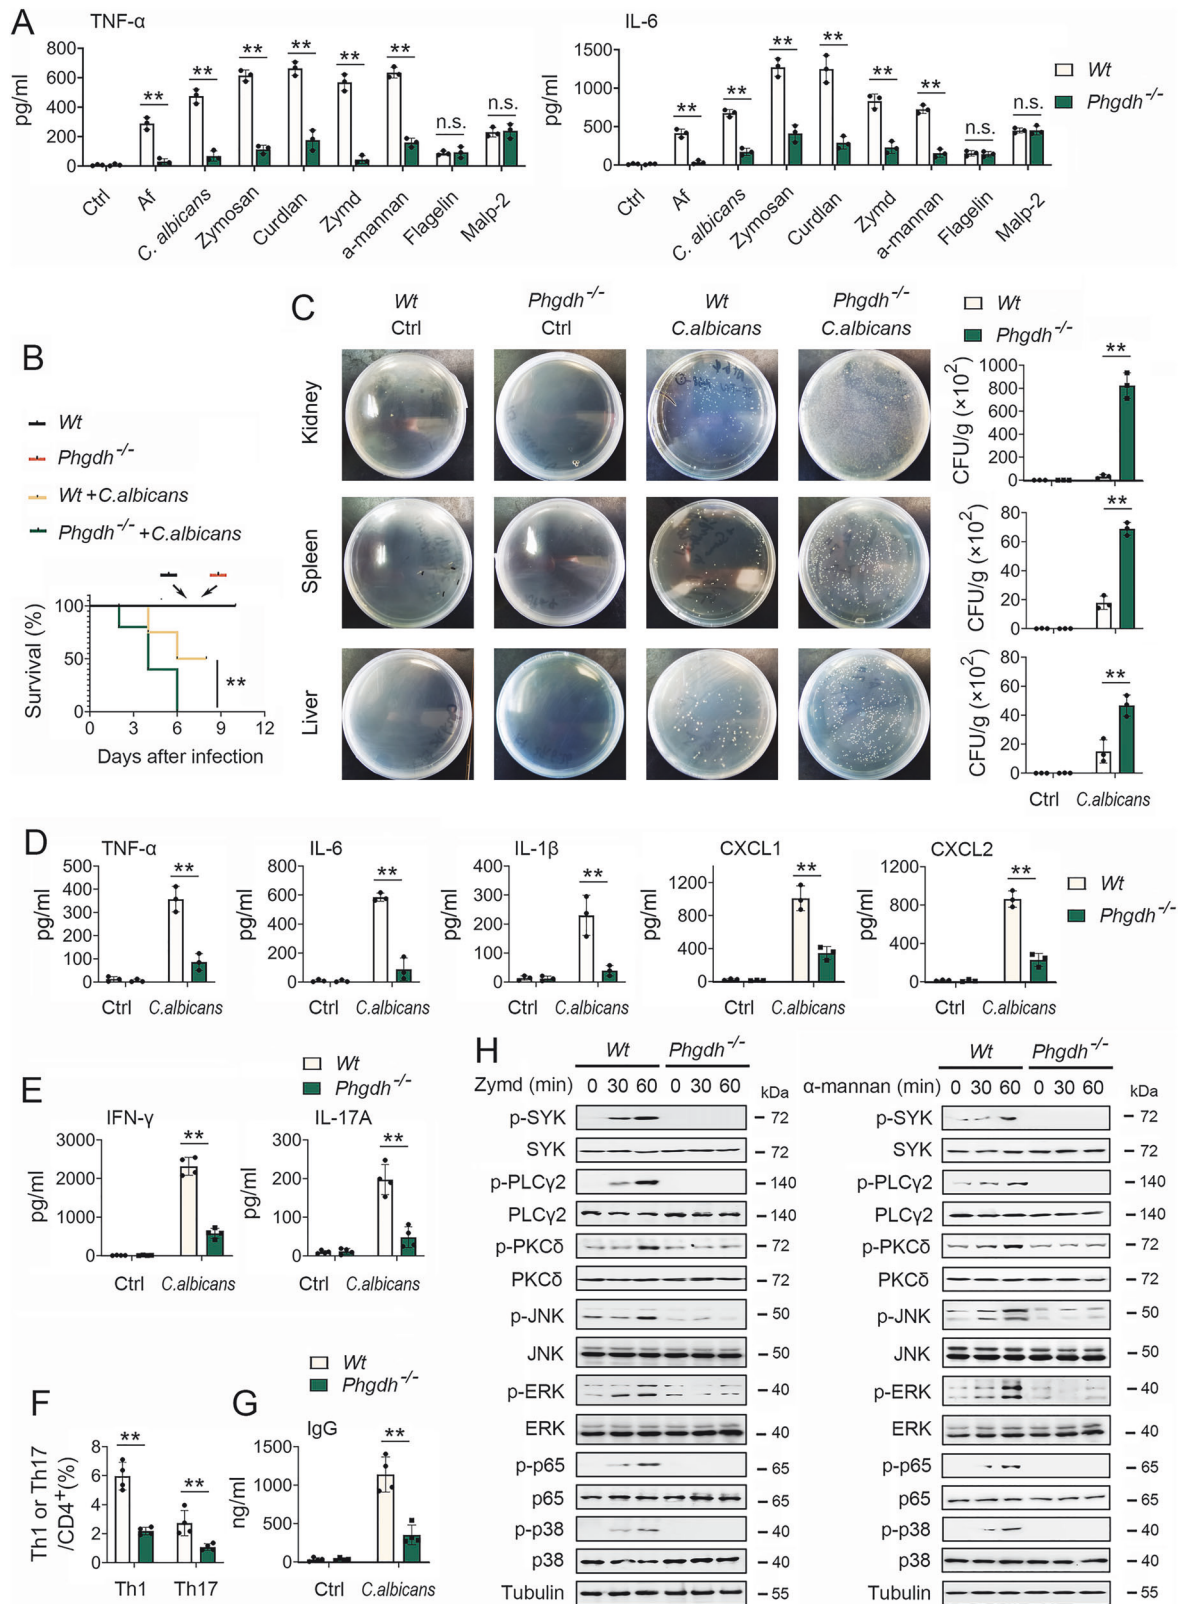 A
TNF-α
pg/ml
800
600
400
200
0
Ctrl
Af
C. albicans
Zymosan
Curdlan
Zymd
a-mannan
Flagelin
Malp-2
**
**
**
**
**
**
n.s.
n.s.
IL-6
pg/ml
1500
1000
500
0
Ctrl
Af
C. albicans
Zymosan
Curdlan
Zymd
a-mannan
Flagelin
Malp-2
**
**
**
**
**
**
n.s.
n.s.
Wt
Phgdh-/-
B
Wt
Phgdh-/-
Wt +C.albicans
Phgdh-/- +C.albicans
Survival (%)
100
50
0
0 3 6 9 12
**
Days after infection
C
Wt Ctrl
Phgdh-/- Ctrl
Wt C.albicans
Phgdh-/- C.albicans
Wt
Phgdh-/-
Kidney
CFU/g (×10²)
1000
800
600
400
200
0
**
Spleen
CFU/g (×10²)
80
60
40
20
0
**
Liver
CFU/g (×10²)
80
60
40
20
0
**
Ctrl C.albicans
D
TNF-α
pg/ml
500
400
300
200
100
0
**
Ctrl C.albicans
IL-6
pg/ml
800
600
400
200
0
**
Ctrl C.albicans
IL-1β
pg/ml
400
300
200
100
0
**
Ctrl C.albicans
CXCL1
pg/ml
1200
800
400
0
**
Ctrl C.albicans
CXCL2
pg/ml
1200
800
400
0
**
Ctrl C.albicans
Wt
Phgdh-/-
E
Wt
Phgdh-/-
IFN-γ
pg/ml
3000
2000
1000
0
**
Ctrl C.albicans
IL-17A
pg/ml
300
200
100
0
**
Ctrl C.albicans
F
Th1 or Th17
/CD4+(%)
8
6
4
2
0
**
**
Th1 Th17
Wt
Phgdh-/-
G
IgG
ng/ml
1500
1000
500
0
**
Ctrl C.albicans
H
Wt Phgdh-/-
Zymd (min) 0 30 60 0 30 60 kDa
p-SYK 72
SYK 72
p-PLCγ2 140
PLCγ2 140
p-PKCδ 72
PKCδ 72
p-JNK 50
JNK 50
p-ERK 40
ERK 40
p-p65 65
p65 65
p-p38 40
p38 40
Tubulin 55
Wt Phgdh-/-
α-mannan (min) 0 30 60 0 30 60 kDa
p-SYK 72
SYK 72
p-PLCγ2 140
PLCγ2 140
p-PKCδ 72
PKCδ 72
p-JNK 50
JNK 50
p-ERK 40
ERK 40
p-p65 65
p65 65
p-p38 40
p38 40
Tubulin 55